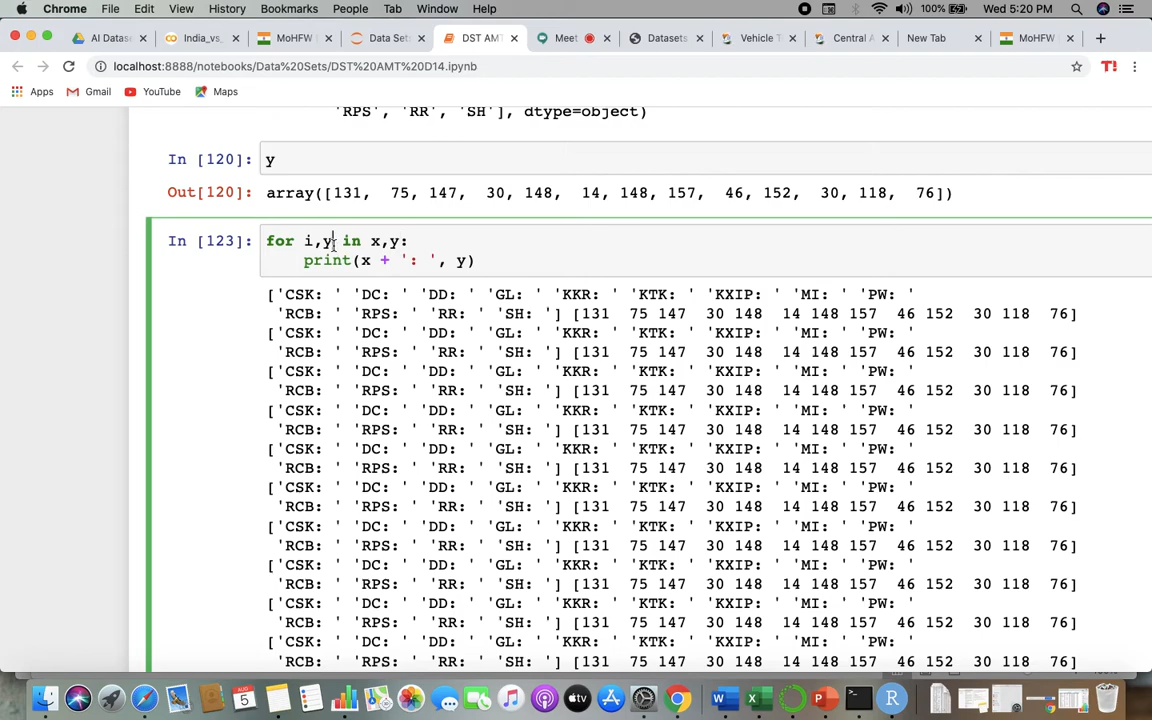 Chrome File Edit View History Bookmarks People Tab Window Help 100% Wed 5:20 PM
AI Datase India_vs_ MoHFW Data Set DST AMT Meet Datasets Vehicle T Central A New Tab MoHFW
localhost:8888/notebooks/Data%20Sets/DST%20AMT%20D14.ipynb T!
Apps Gmail YouTube Maps
'RPS', 'RR', 'SH'], dtype=object)
In [120]: y
Out[120]: array([131, 75, 147, 30, 148, 14, 148, 157, 46, 152, 30, 118, 76])
In [123]: for i,y in x,y:
print(x + ': ', y)
['CSK: ' 'DC: ' 'DD: ' 'GL: ' 'KKR: ' 'KTK: ' 'KXIP: ' 'MI: ' 'PW: '
'RCB: ' 'RPS: ' 'RR: ' 'SH: '] [131 75 147 30 148 14 148 157 46 152 30 118 76]
['CSK: ' 'DC: ' 'DD: ' 'GL: ' 'KKR: ' 'KTK: ' 'KXIP: ' 'MI: ' 'PW: '
'RCB: ' 'RPS: ' 'RR: ' 'SH: '] [131 75 147 30 148 14 148 157 46 152 30 118 76]
['CSK: ' 'DC: ' 'DD: ' 'GL: ' 'KKR: ' 'KTK: ' 'KXIP: ' 'MI: ' 'PW: '
'RCB: ' 'RPS: ' 'RR: ' 'SH: '] [131 75 147 30 148 14 148 157 46 152 30 118 76]
['CSK: ' 'DC: ' 'DD: ' 'GL: ' 'KKR: ' 'KTK: ' 'KXIP: ' 'MI: ' 'PW: '
'RCB: ' 'RPS: ' 'RR: ' 'SH: '] [131 75 147 30 148 14 148 157 46 152 30 118 76]
['CSK: ' 'DC: ' 'DD: ' 'GL: ' 'KKR: ' 'KTK: ' 'KXIP: ' 'MI: ' 'PW: '
'RCB: ' 'RPS: ' 'RR: ' 'SH: '] [131 75 147 30 148 14 148 157 46 152 30 118 76]
['CSK: ' 'DC: ' 'DD: ' 'GL: ' 'KKR: ' 'KTK: ' 'KXIP: ' 'MI: ' 'PW: '
'RCB: ' 'RPS: ' 'RR: ' 'SH: '] [131 75 147 30 148 14 148 157 46 152 30 118 76]
['CSK: ' 'DC: ' 'DD: ' 'GL: ' 'KKR: ' 'KTK: ' 'KXIP: ' 'MI: ' 'PW: '
'RCB: ' 'RPS: ' 'RR: ' 'SH: '] [131 75 147 30 148 14 148 157 46 152 30 118 76]
['CSK: ' 'DC: ' 'DD: ' 'GL: ' 'KKR: ' 'KTK: ' 'KXIP: ' 'MI: ' 'PW: '
'RCB: ' 'RPS: ' 'RR: ' 'SH: '] [131 75 147 30 148 14 148 157 46 152 30 118 76]
['CSK: ' 'DC: ' 'DD: ' 'GL: ' 'KKR: ' 'KTK: ' 'KXIP: ' 'MI: ' 'PW: '
'RCB: ' 'RPS: ' 'RR: ' 'SH: '] [131 75 147 30 148 14 148 157 46 152 30 118 76]
['CSK: ' 'DC: ' 'DD: ' 'GL: ' 'KKR: ' 'KTK: ' 'KXIP: ' 'MI: ' 'PW: '
'RCB: ' 'RPS: ' 'RR: ' 'SH: '] [131 75 147 30 148 14 148 157 46 152 30 118 76]
AUG
5 tv W X P R